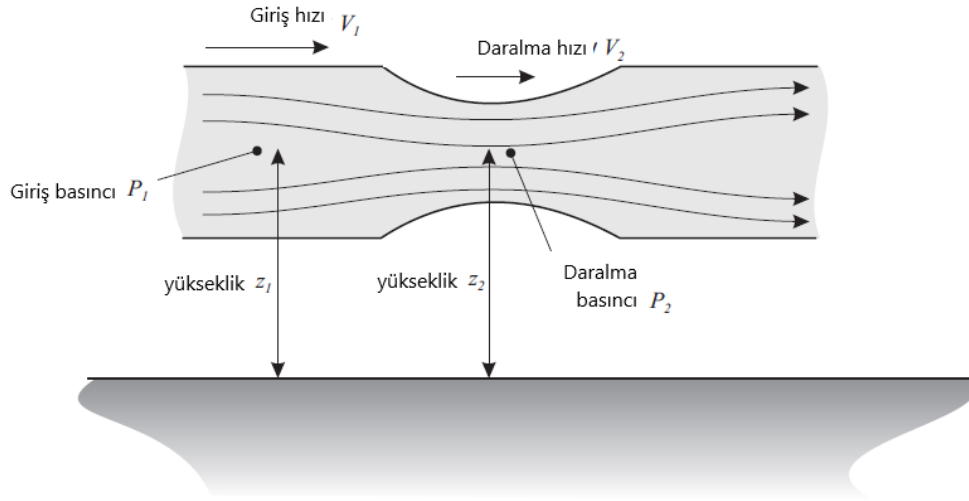 Giriş hızı V₁
Daralma hızı V₂
Giriş basıncı P₁
yükseklik z₁
yükseklik z₂
Daralma
basıncı P₂